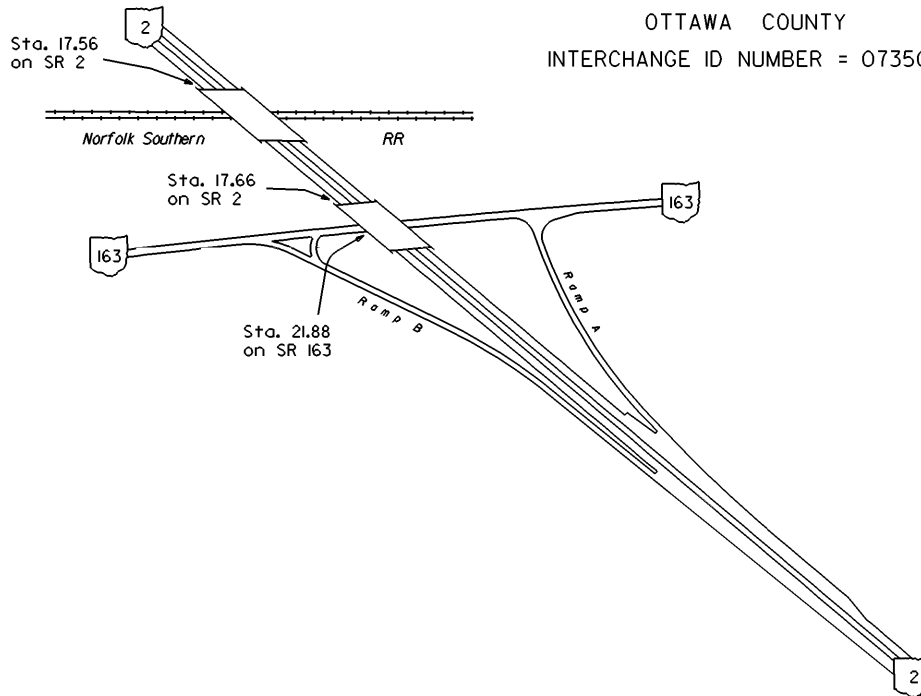 OTTAWA COUNTY
INTERCHANGE ID NUMBER = 07350
2
Sta. 17.56
on SR 2
Norfolk Southern RR
Sta. 17.66
on SR 2
163
163
Ramp A
Ramp B
Sta. 21.88
on SR 163
2